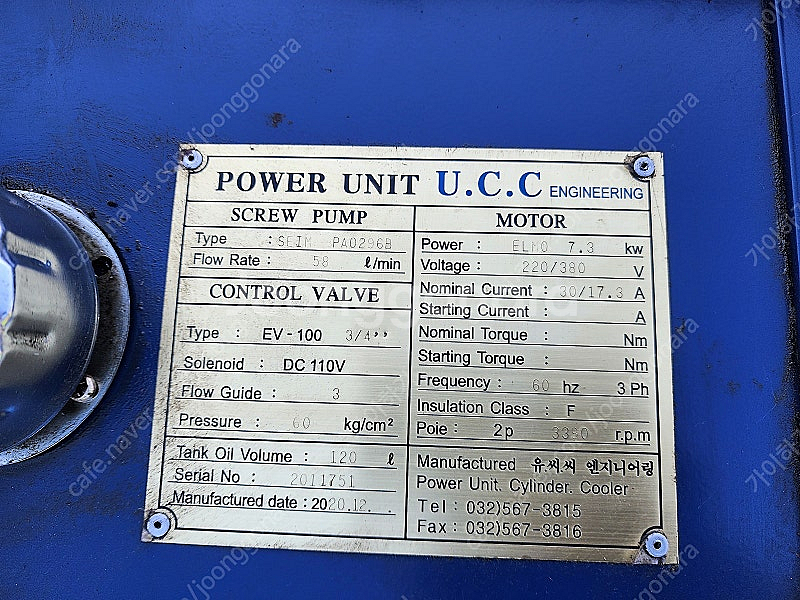 POWER UNIT U.C.C ENGINEERING
SCREW PUMP
Type : SEIM PA0296B
Flow Rate : 58 ℓ/min
CONTROL VALVE
Type : EV-100 3/4"
Solenoid : DC 110V
Flow Guide : 3
Pressure : 60 kg/cm²
Tank Oil Volume : 120 ℓ
Serial No : 2011751
Manufactured date : 2020.12. .
MOTOR
Power : ELMO 7.3 kw
Voltage : 220/380 V
Nominal Current : 30/17.3 A
Starting Current : A
Nominal Torque : Nm
Starting Torque : Nm
Frequency : 60 hz 3 Ph
Insulation Class : F
Poie : 2p r.p.m
Manufactured 유씨씨 엔지니어링
Power Unit. Cylinder. Cooler
Tel : 032)567-3815
Fax : 032)567-3816
cafe.naver.com/joonggonara